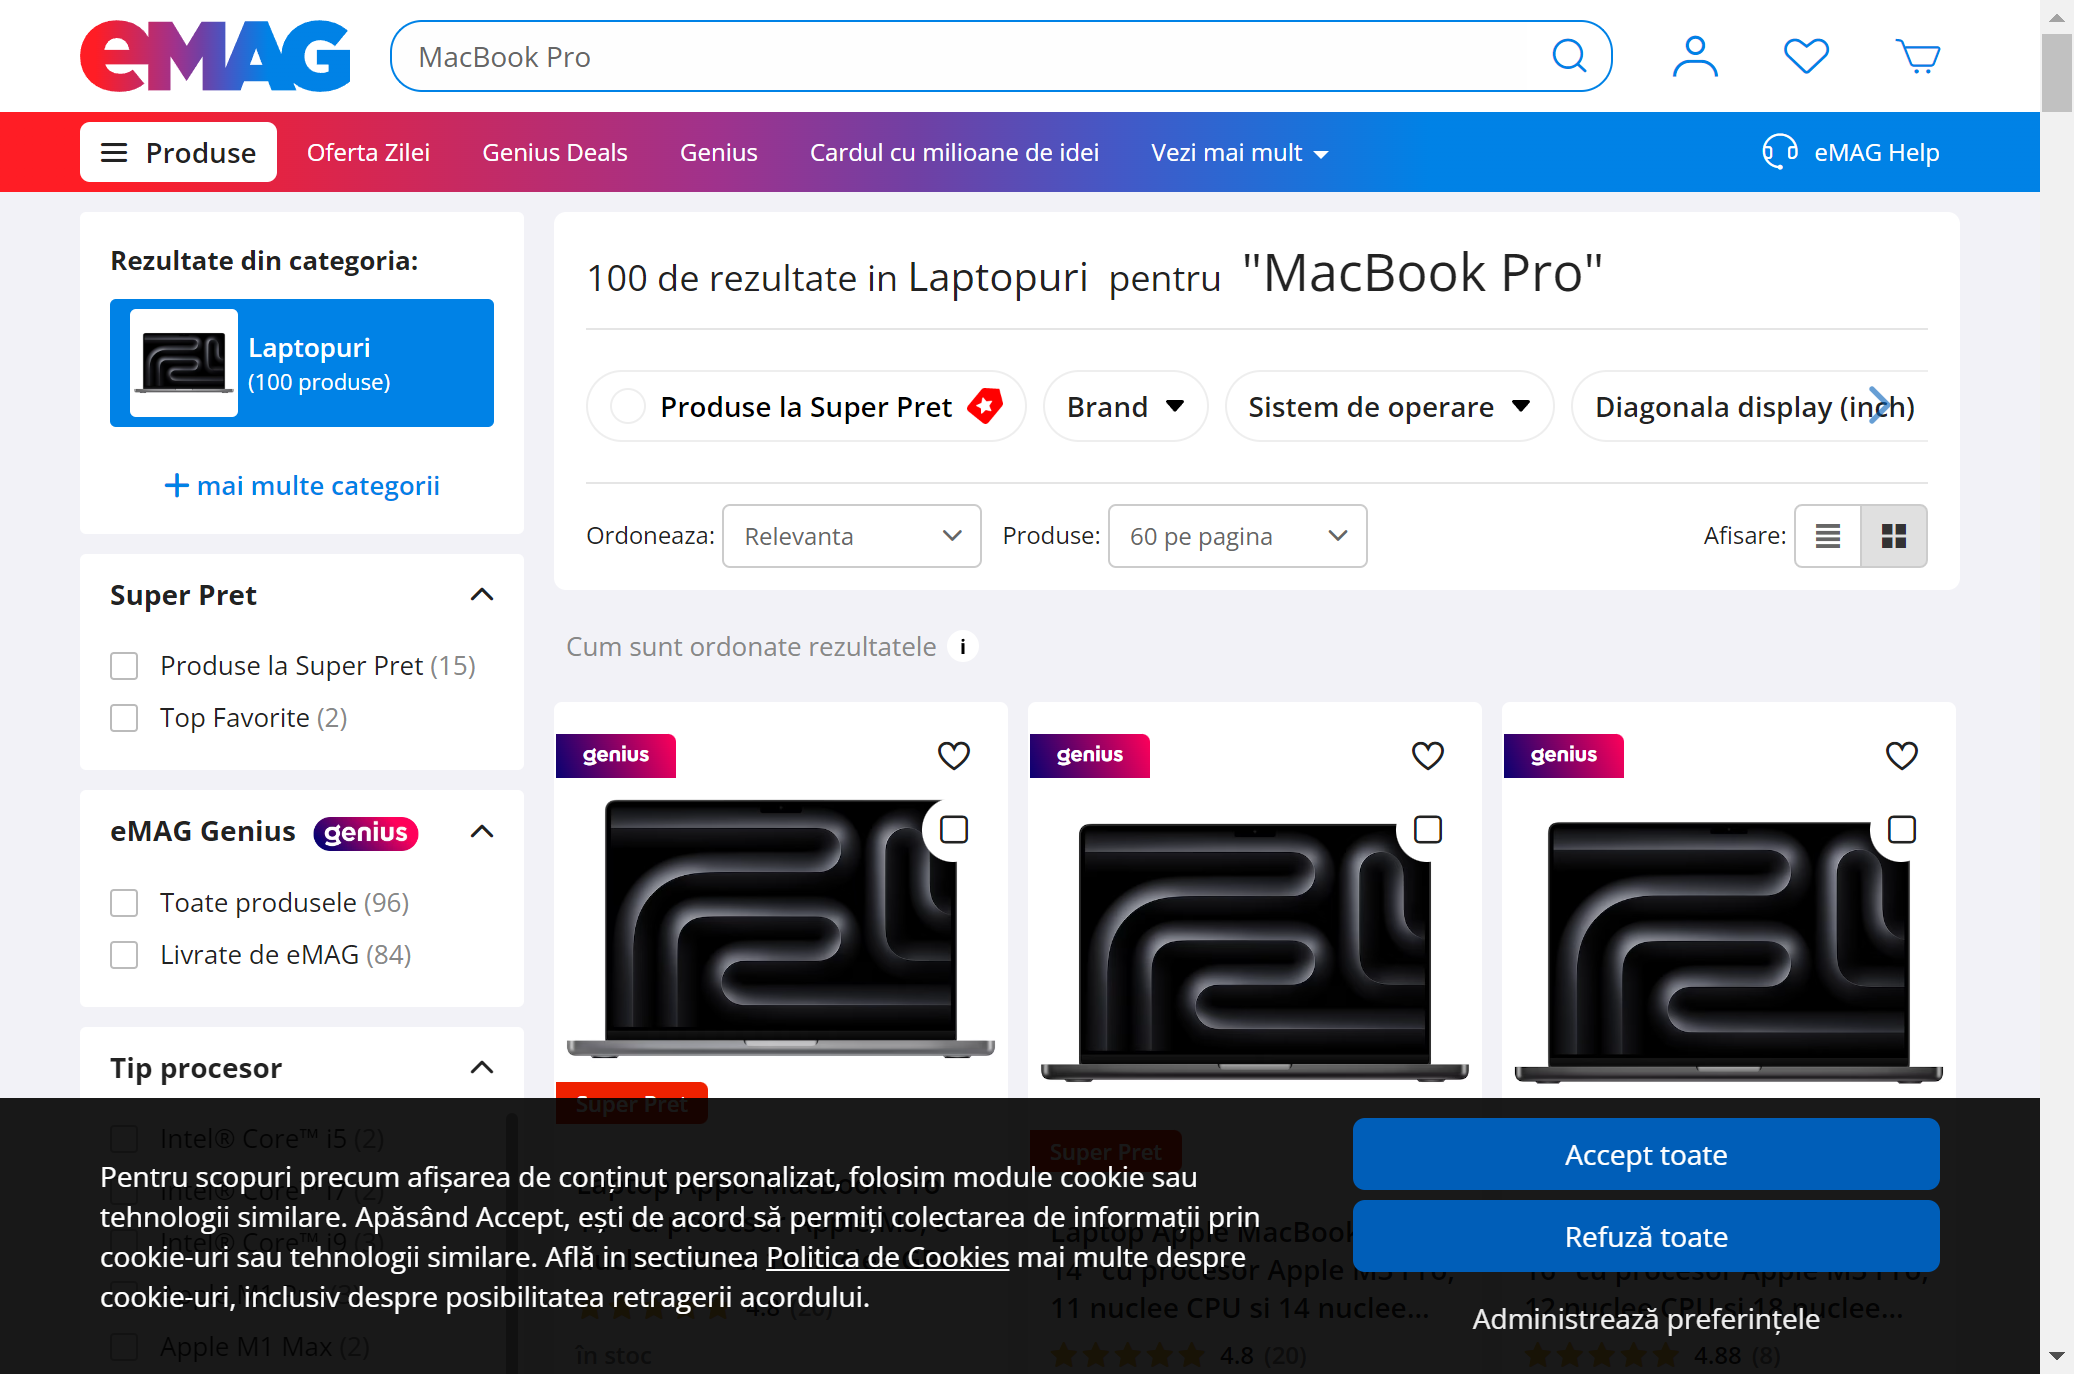 eMAG
MacBook Pro
Produse
Oferta Zilei
Genius Deals
Genius
Cardul cu milioane de idei
Vezi mai mult
eMAG Help
Rezultate din categoria:
Laptopuri
(100 produse)
mai multe categorii
Super Pret
Produse la Super Pret (15)
Top Favorite (2)
eMAG Genius genius
Toate produsele (96)
Livrate de eMAG (84)
Tip procesor
Intel® Core™ i5 (2)
Intel® Core™ i7 (2)
Intel® Core™ i9 (3)
Apple M1 Max (2)
100 de rezultate in Laptopuri pentru "MacBook Pro"
Produse la Super Pret
Brand
Sistem de operare
Diagonala display (inch)
Ordoneaza: Relevanta
Produse: 60 pe pagina
Afisare:
Cum sunt ordonate rezultatele i
genius
Super Pret
Laptop Apple MacBook Pro
4.8 (20)
în stoc
genius
Super Pret
Laptop Apple MacBook
14" cu procesor Apple M3 Pro,
11 nuclee CPU si 14 nuclee...
4.8 (20)
genius
16" cu procesor Apple M3 Pro,
12 nuclee CPU si 18 nuclee...
4.88 (8)
Pentru scopuri precum afișarea de conținut personalizat, folosim module cookie sau
tehnologii similare. Apăsând Accept, ești de acord să permiți colectarea de informații prin
cookie-uri sau tehnologii similare. Află in sectiunea Politica de Cookies mai multe despre
cookie-uri, inclusiv despre posibilitatea retragerii acordului.
Accept toate
Refuză toate
Administrează preferințele